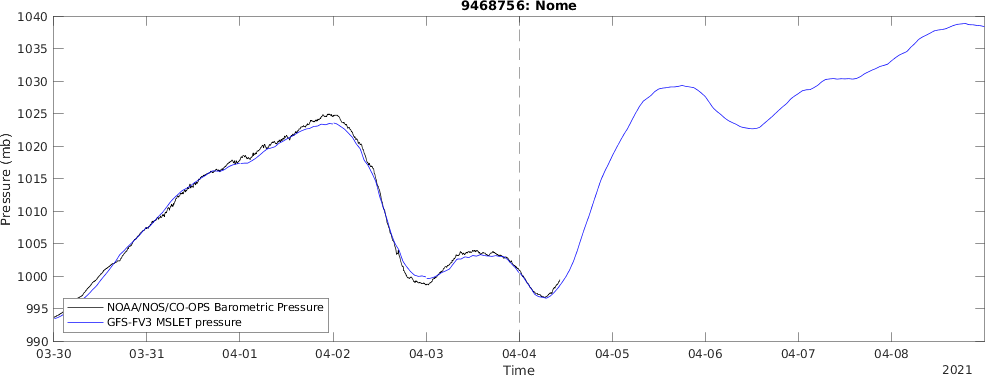 9468756: Nome
1040
1035
1030
1025
1020
1015
1010
1005
1000
995
990
Pressure (mb)
NOAA/NOS/CO-OPS Barometric Pressure
GFS-FV3 MSLET pressure
03-30 03-31 04-01 04-02 04-03 04-04 04-05 04-06 04-07 04-08
Time
2021